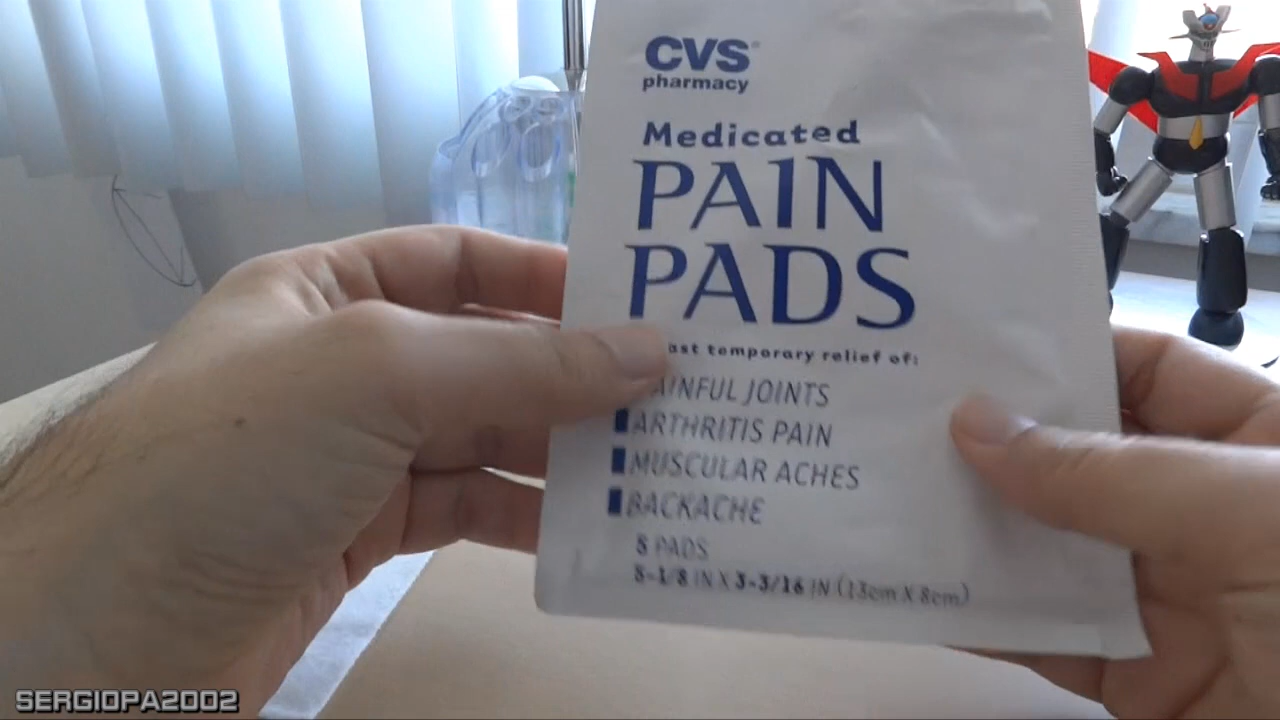 CVS®
pharmacy
Medicated
PAIN
PADS
ast temporary relief of:
AINFUL JOINTS
ARTHRITIS PAIN
MUSCULAR ACHES
BACKACHE
5 PADS
5-1/8 IN X 3-3/16 IN (13cm X 8cm)
SERGIOPA2002